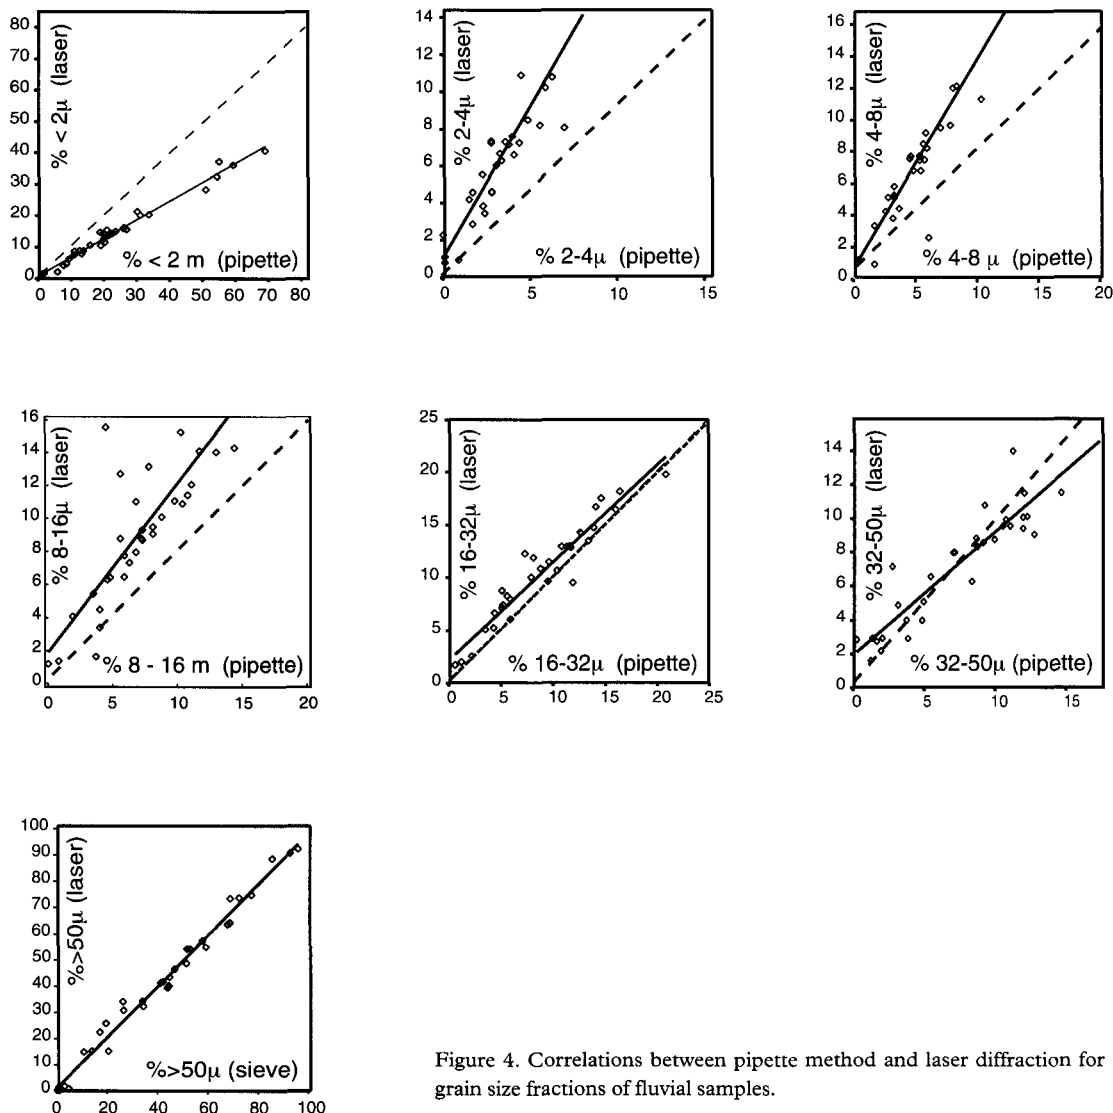 80
70
60
50
40
30
20
10
0
% < 2µ (laser)
% < 2 m (pipette)
0 10 20 30 40 50 60 70 80
14
12
10
8
6
4
2
0
% 2-4µ (laser)
% 2-4µ (pipette)
0 5 10 15
16
14
12
10
8
6
4
2
0
% 4-8µ (laser)
% 4-8 µ (pipette)
0 5 10 15 20
16
14
12
10
8
6
4
2
0
% 8-16µ (laser)
% 8 - 16 m (pipette)
0 5 10 15 20
25
20
15
10
5
0
% 16-32µ (laser)
% 16-32µ (pipette)
0 5 10 15 20 25
14
12
10
8
6
4
2
0
% 32-50µ (laser)
% 32-50µ (pipette)
0 5 10 15
100
90
80
70
60
50
40
30
20
10
0
%>50µ (laser)
%>50µ (sieve)
0 20 40 60 80 100
Figure 4. Correlations between pipette method and laser diffraction for
grain size fractions of fluvial samples.